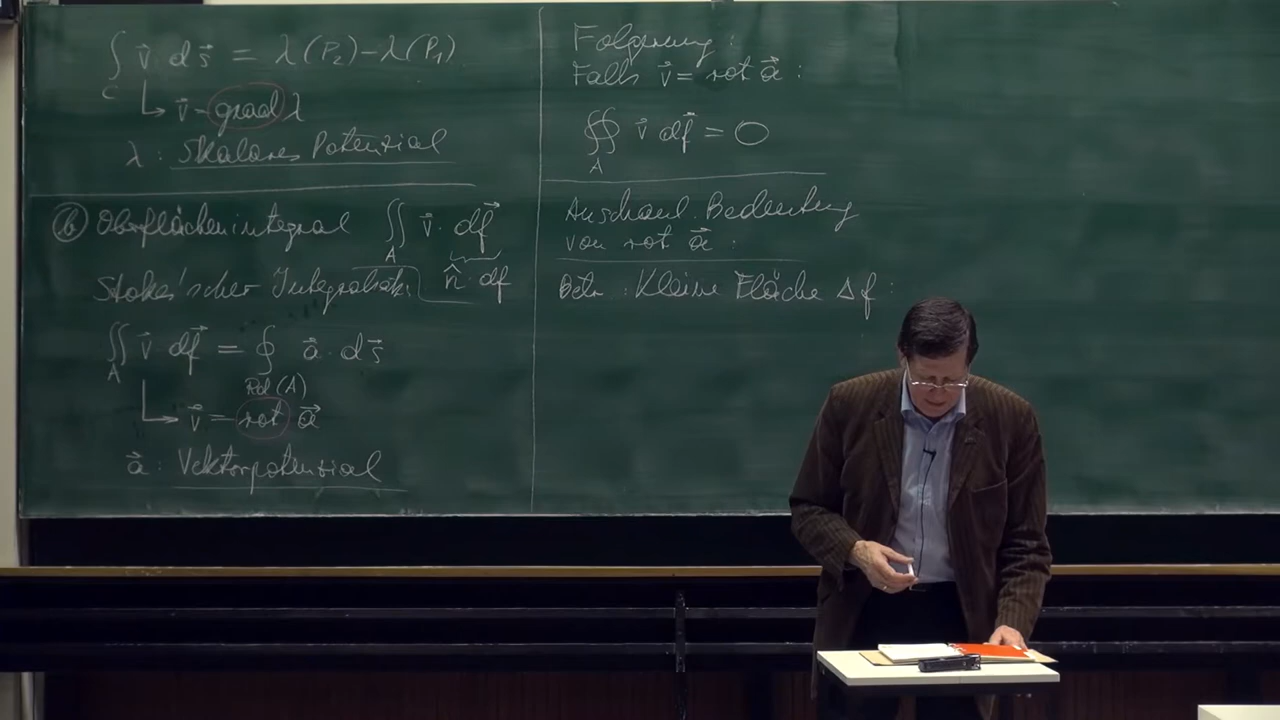 ∫ v⃗ · ds⃗ = λ(P₂) − λ(P₁)
C
↳ v⃗ = grad λ
λ : Skalares Potential
(b) Oberflächenintegral ∬ v⃗ · df⃗
A
n̂ · df
Stokes'scher Integralsatz:
∬ v⃗ df⃗ = ∮ a⃗ · ds⃗
A Rd (A)
↳ v⃗ = rot a⃗
a⃗ : Vektorpotential
Folgerung:
Falls v⃗ = rot a⃗ :
∯ v⃗ df⃗ = 0
A
Anschaul. Bedeutung
von rot a⃗ :
Betr. : Kleine Fläche Δf :